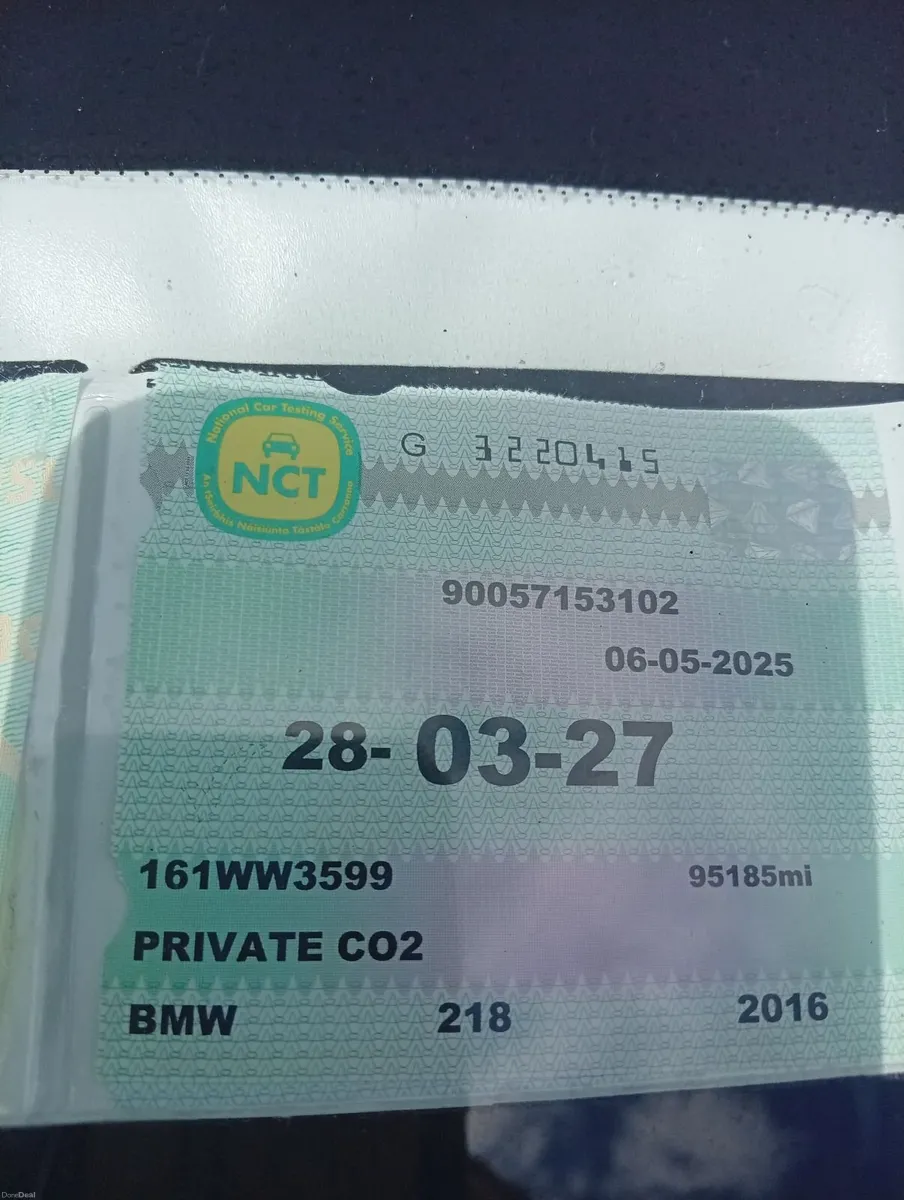 National Car Testing Service
NCT
An tSeirbhís Náisiúnta Tástála Carranna
G 3220415
90057153102
06-05-2025
28-03-27
161WW3599 95185mi
PRIVATE CO2
BMW 218 2016
DoneDeal